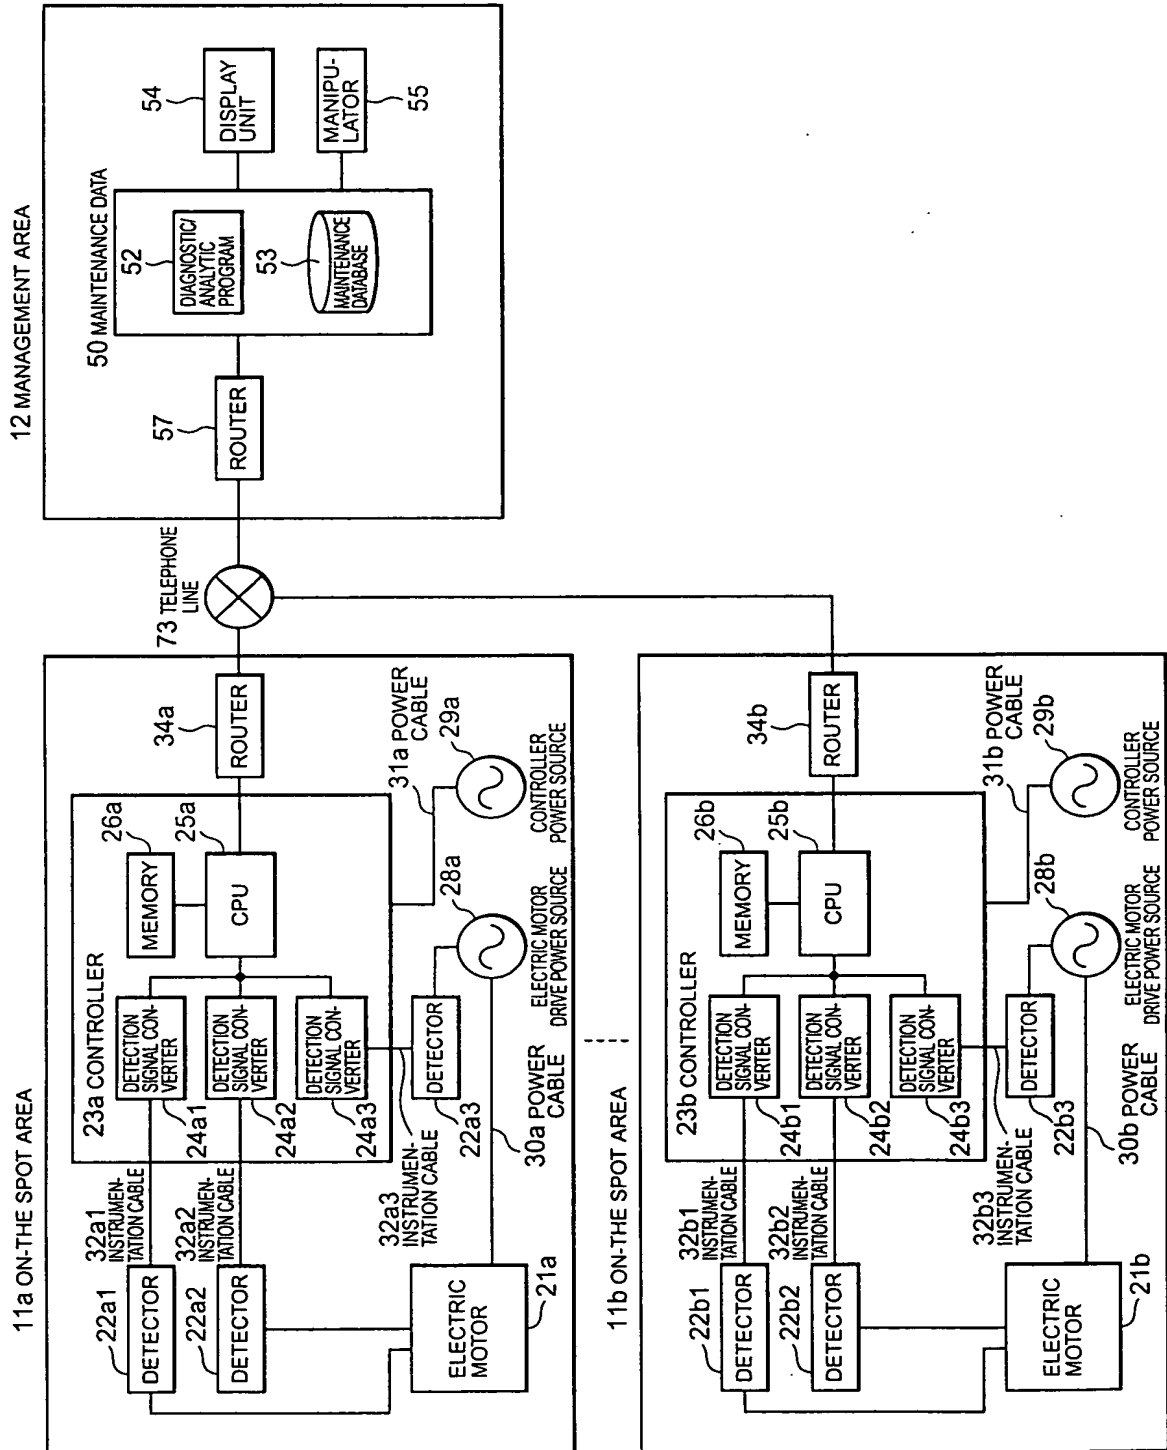 12 MANAGEMENT AREA
50 MAINTENANCE DATA
52
DIAGNOSTIC/
ANALYTIC
PROGRAM
53
MAINTENANCE
DATABASE
54
DISPLAY
UNIT
MANIPU-
LATOR
55
57
ROUTER
73 TELEPHONE
LINE
11a ON-THE SPOT AREA
34a
ROUTER
23a CONTROLLER
26a
MEMORY
25a
CPU
DETECTION
SIGNAL CON-
VERTER
24a1
DETECTION
SIGNAL CON-
VERTER
24a2
DETECTION
SIGNAL CON-
VERTER
24a3
31a POWER
CABLE
29a
CONTROLLER
POWER SOURCE
28a
ELECTRIC MOTOR
DRIVE POWER SOURCE
DETECTOR
22a3
30a POWER
CABLE
32a1
INSTRUMEN-
TATION CABLE
32a2
INSTRUMEN-
TATION CABLE
32a3
INSTRUMEN-
TATION CABLE
22a1
DETECTOR
22a2
DETECTOR
ELECTRIC
MOTOR
21a
11b ON-THE SPOT AREA
34b
ROUTER
23b CONTROLLER
26b
MEMORY
25b
CPU
DETECTION
SIGNAL CON-
VERTER
24b1
DETECTION
SIGNAL CON-
VERTER
24b2
DETECTION
SIGNAL CON-
VERTER
24b3
31b POWER
CABLE
29b
CONTROLLER
POWER SOURCE
28b
ELECTRIC MOTOR
DRIVE POWER SOURCE
DETECTOR
22b3
30b POWER
CABLE
32b1
INSTRUMEN-
TATION CABLE
32b2
INSTRUMEN-
TATION CABLE
32b3
INSTRUMEN-
TATION CABLE
22b1
DETECTOR
22b2
DETECTOR
ELECTRIC
MOTOR
21b